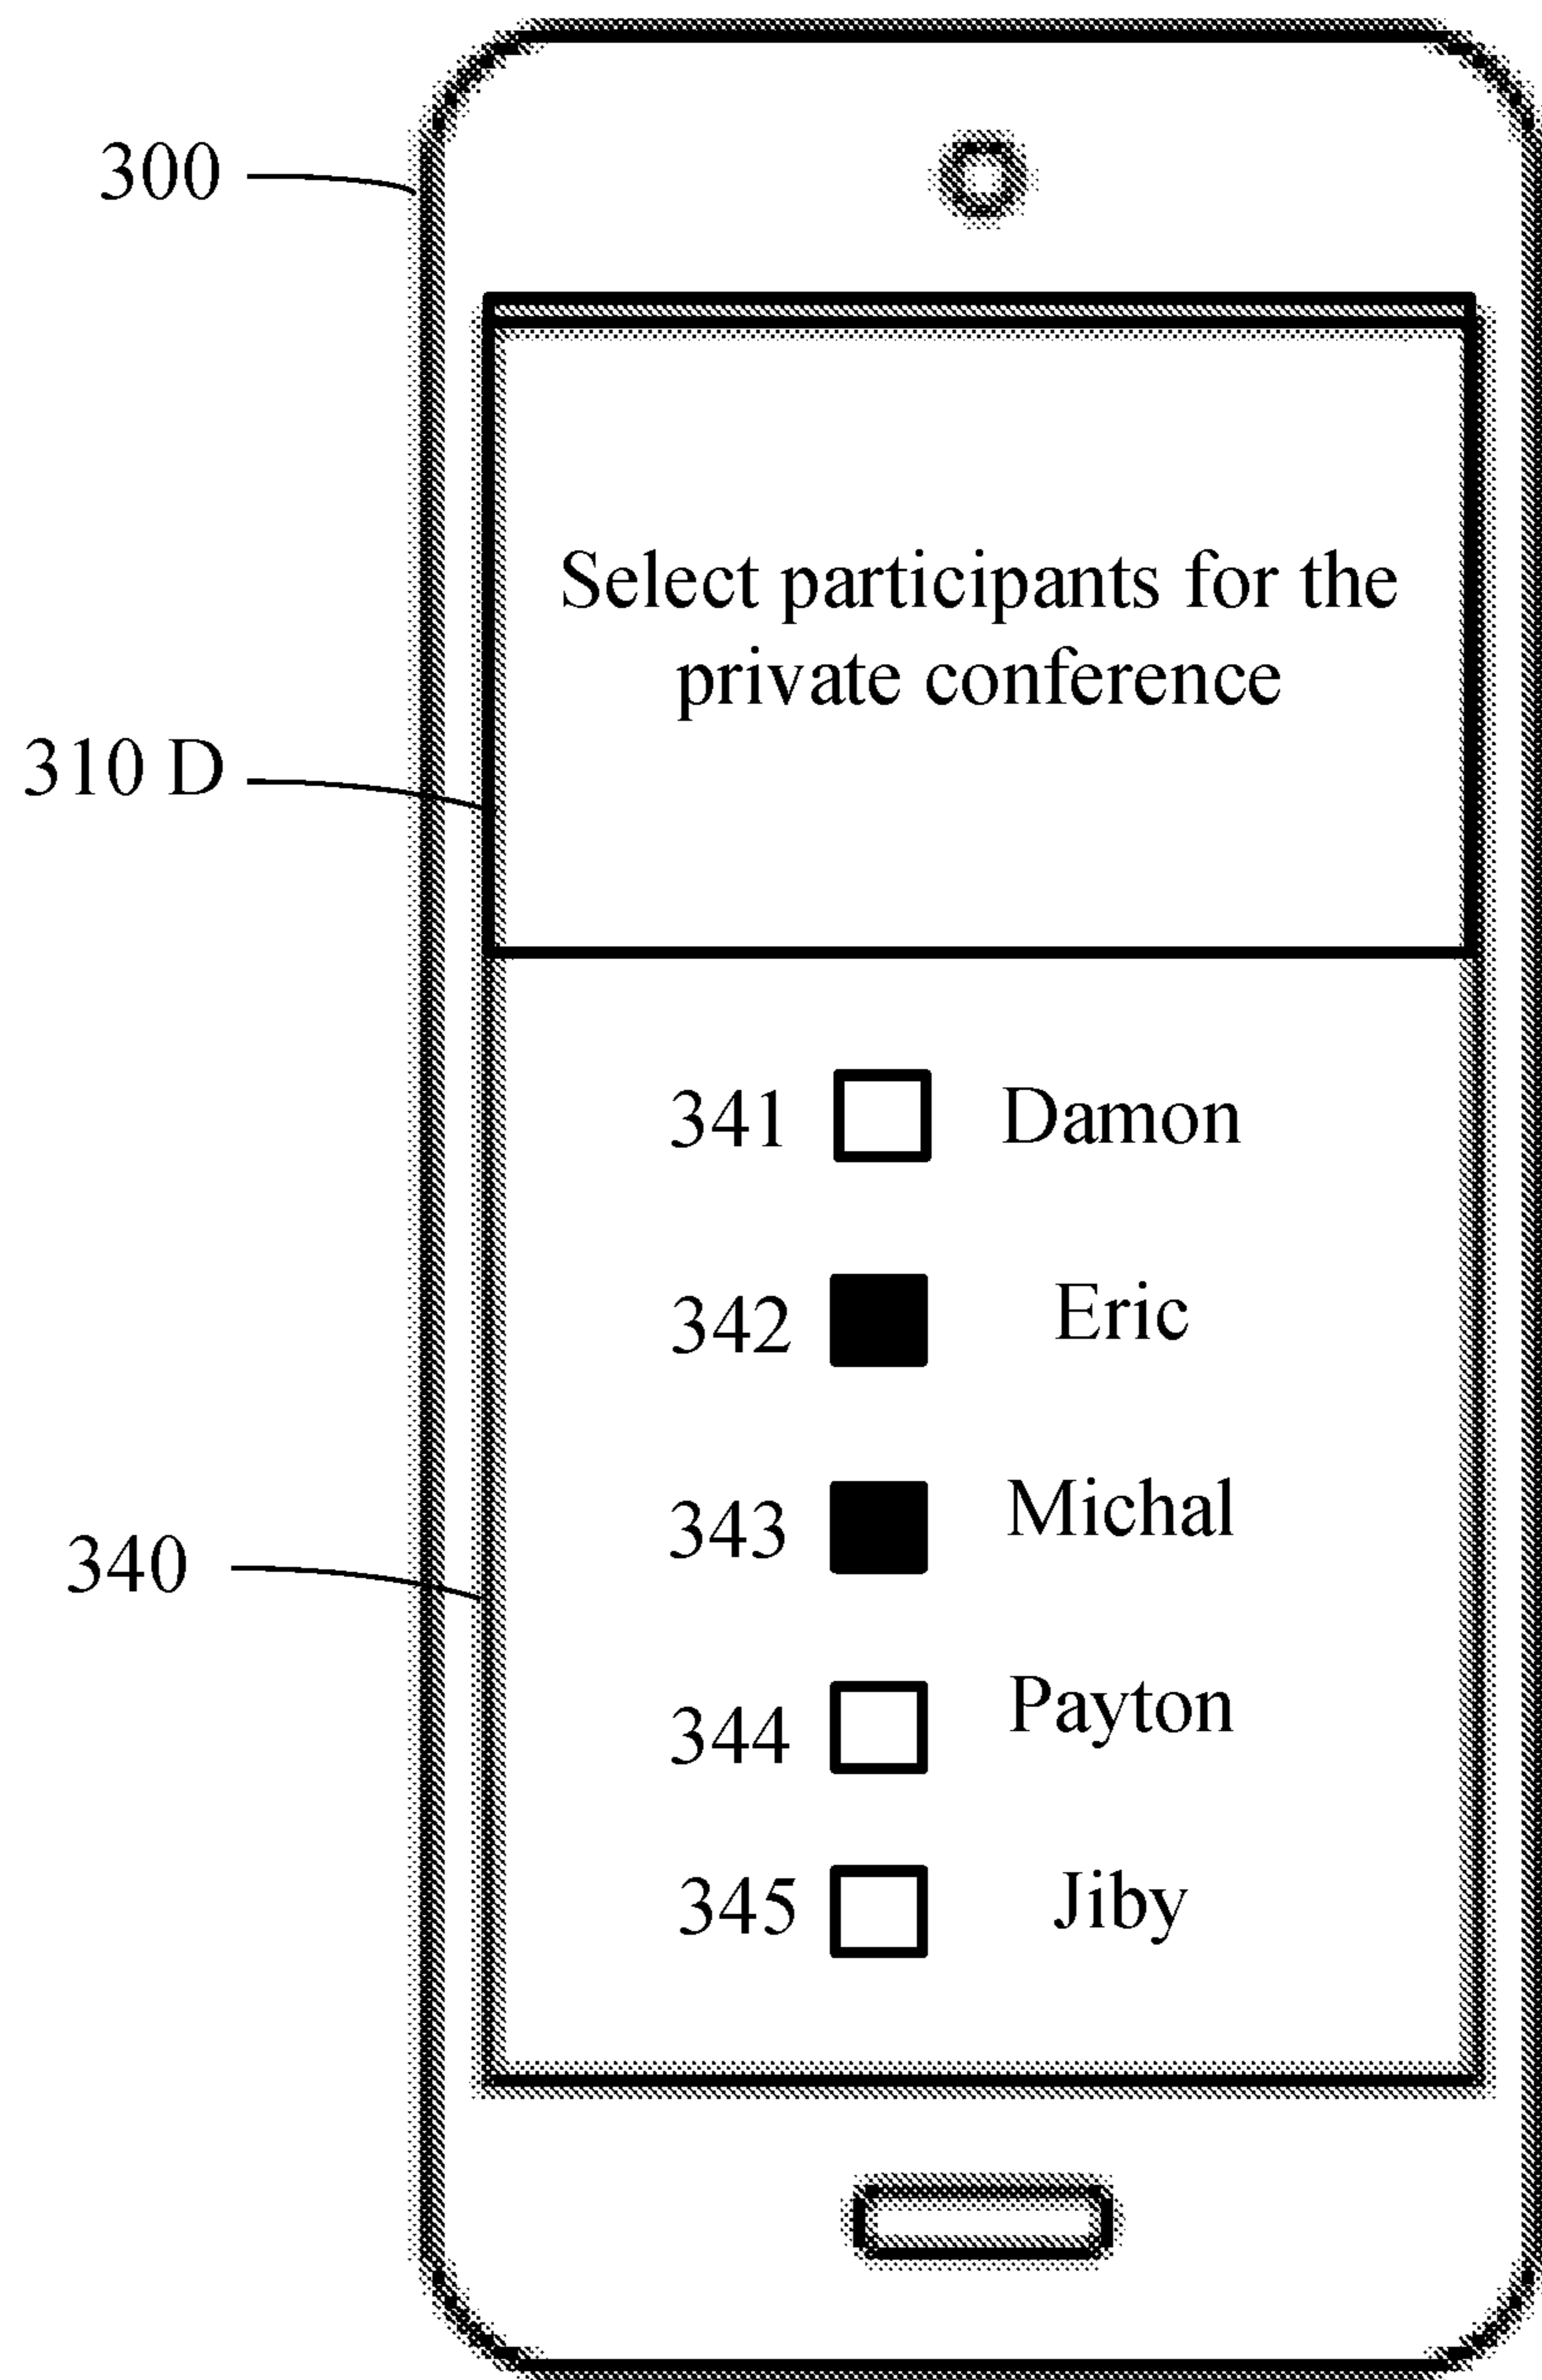 300
Select participants for the
private conference
310 D
341 Damon
342 Eric
343 Michal
340
344 Payton
345 Jiby